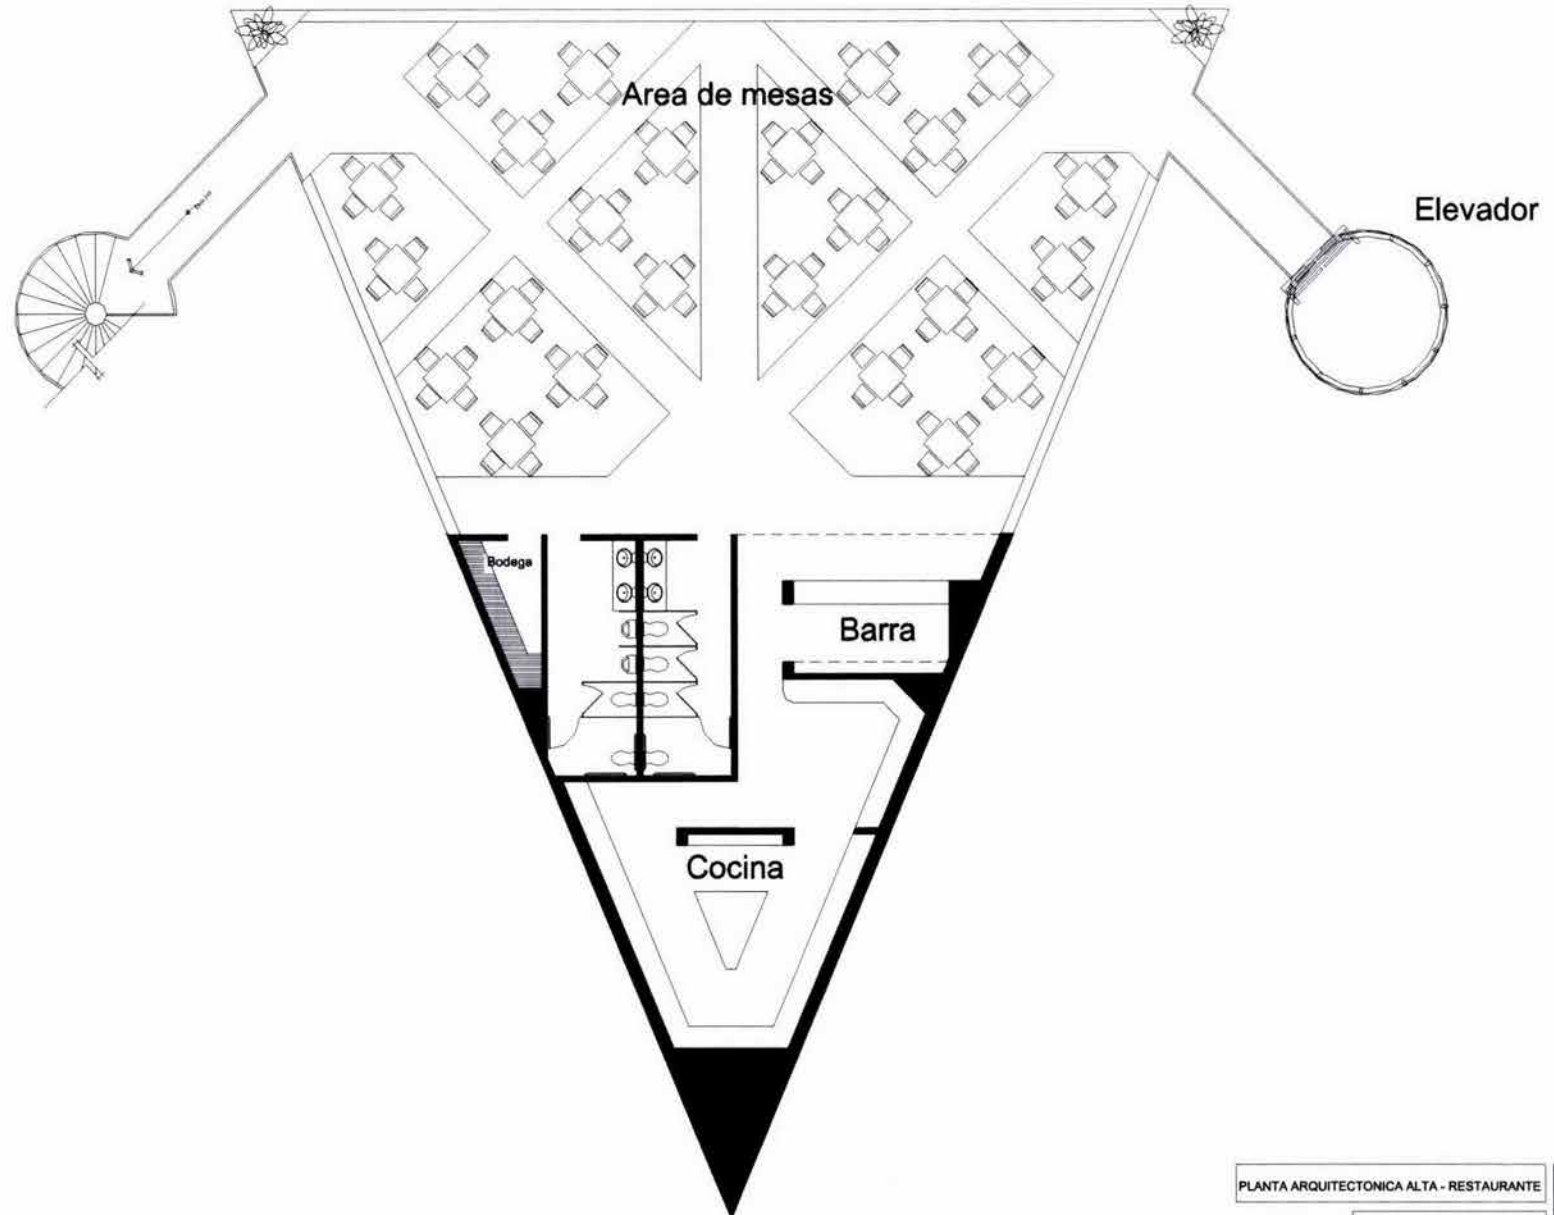 Area de mesas
Elevador
Bodega
Barra
Cocina
PLANTA ARQUITECTONICA ALTA - RESTAURANTE